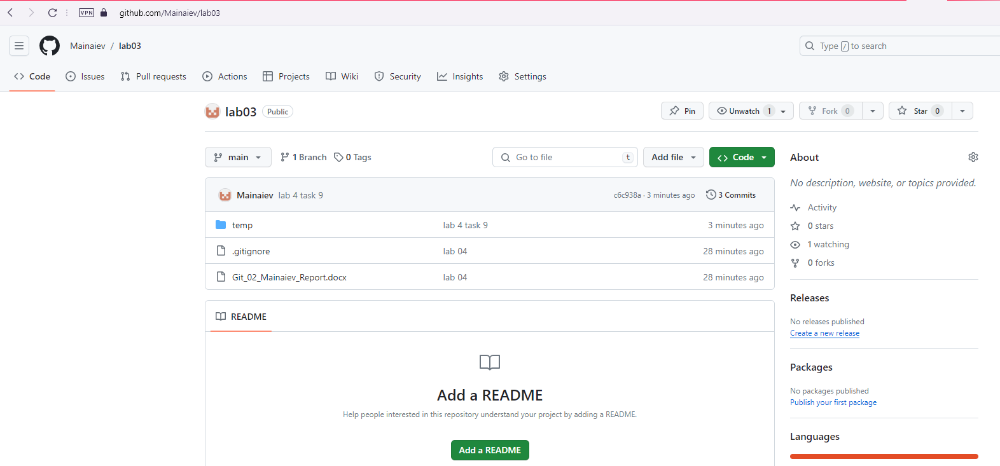 VPN github.com/Mainaiev/lab03
Mainaiev / lab03
Type / to search
Code Issues Pull requests Actions Projects Wiki Security Insights Settings
lab03 Public Pin Unwatch 1 Fork 0 Star 0
main 1 Branch 0 Tags Go to file t Add file Code
Mainaiev lab 4 task 9 c6c938a · 3 minutes ago 3 Commits
temp lab 4 task 9 3 minutes ago
.gitignore lab 04 28 minutes ago
Git_02_Mainaiev_Report.docx lab 04 28 minutes ago
README
Add a README
Help people interested in this repository understand your project by adding a README.
Add a README
About
No description, website, or topics provided.
Activity
0 stars
1 watching
0 forks
Releases
No releases published
Create a new release
Packages
No packages published
Publish your first package
Languages